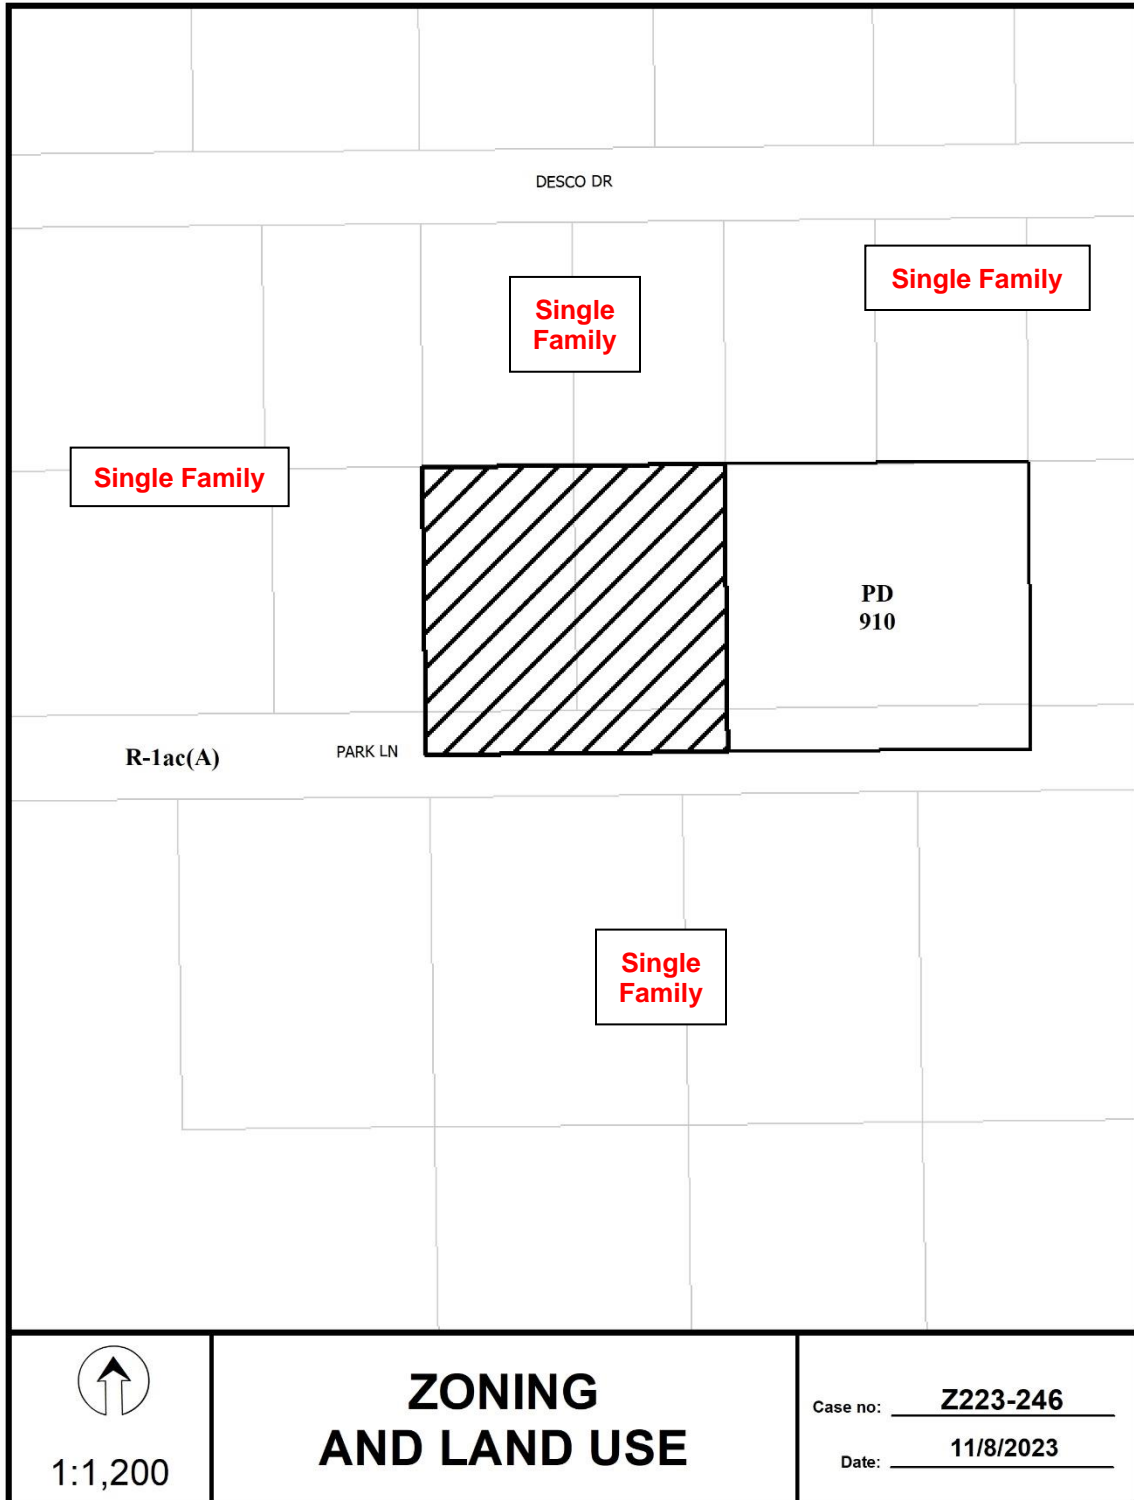 DESCO DR
Single Family
Single
Family
Single Family
PD
910
R-1ac(A)
PARK LN
Single
Family
1:1,200
ZONING
AND LAND USE
Case no: Z223-246
Date: 11/8/2023